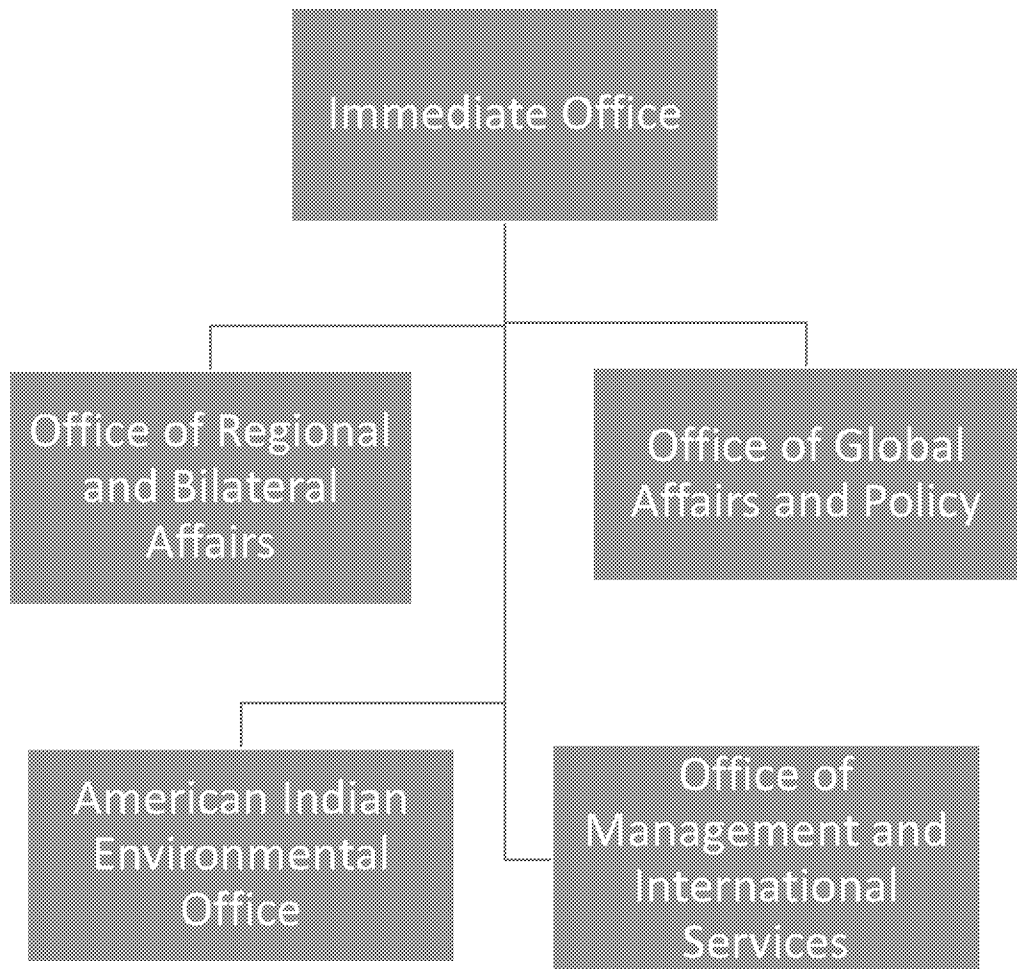 Immediate Office
Office of Regional
and Bilateral
Affairs
Office of Global
Affairs and Policy
American Indian
Environmental
Office
Office of
Management and
International
Services